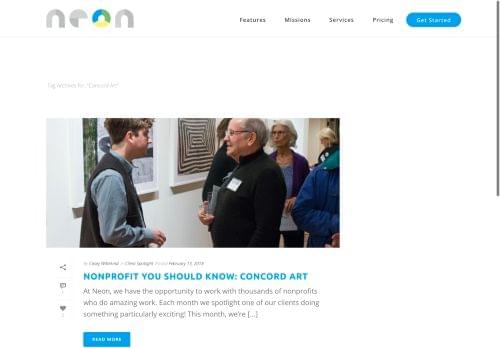 neon
Features Missions Services Pricing Get Started
Tag Archives for: "Concord Art"
By Casey Wittekind In Client Spotlight Posted February 13, 2018
NONPROFIT YOU SHOULD KNOW: CONCORD ART
At Neon, we have the opportunity to work with thousands of nonprofits
who do amazing work. Each month we spotlight one of our clients doing
something particularly exciting! This month, we're [...]
READ MORE